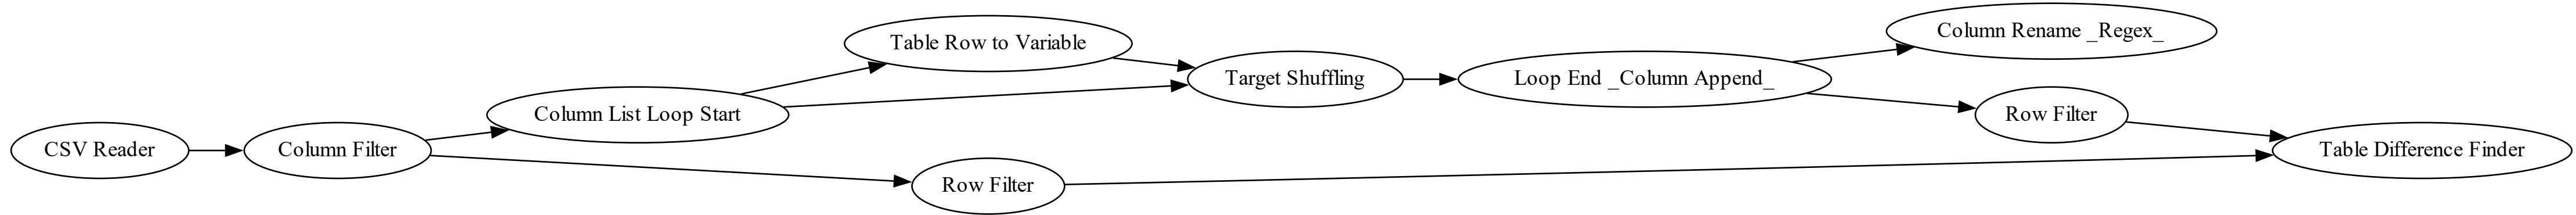 CSV Reader
Column Filter
Column List Loop Start
Table Row to Variable
Row Filter
Target Shuffling
Loop End _Column Append_
Column Rename _Regex_
Row Filter
Table Difference Finder